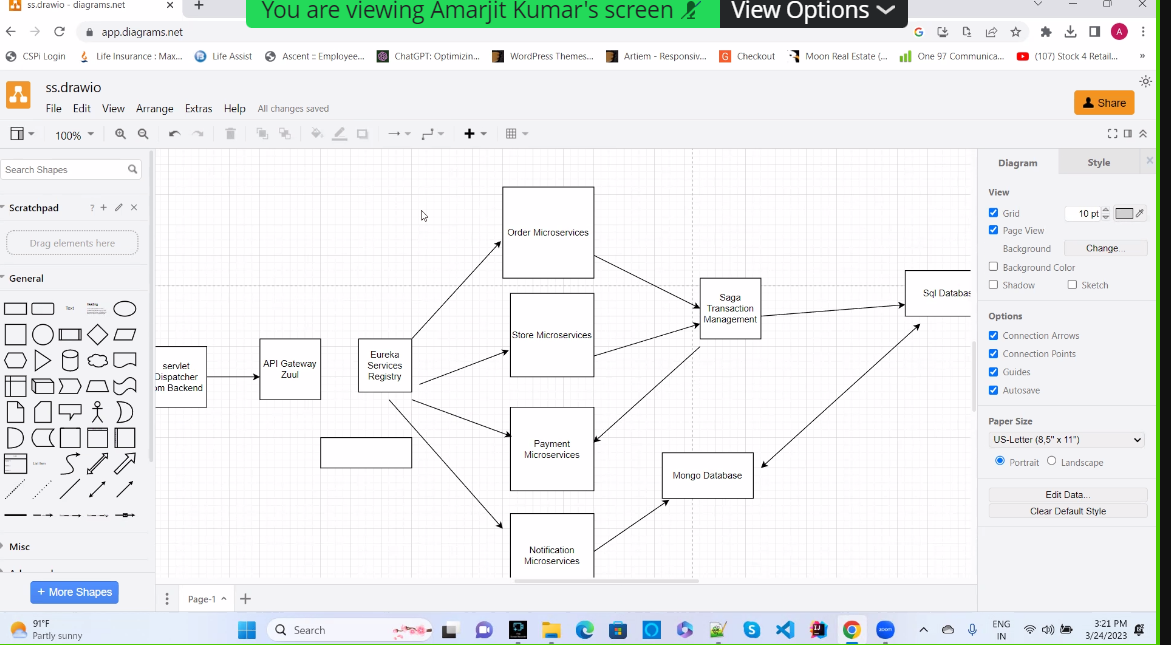 ss.drawio - diagrams.net
You are viewing Amarjit Kumar's screen
View Options
app.diagrams.net
CSPi Login
Life Insurance : Max...
Life Assist
Ascent :: Employee...
ChatGPT: Optimizin...
WordPress Themes...
Artiem - Responsiv...
Checkout
Moon Real Estate (...
One 97 Communica...
(107) Stock 4 Retail...
»
ss.drawio
File Edit View Arrange Extras Help All changes saved
Share
100%
Search Shapes
Scratchpad
Drag elements here
General
Text
Heading
Misc
+ More Shapes
servlet
Dispatcher
om Backend
API Gateway
Zuul
Eureka
Services
Registry
Order Microservices
Store Microservices
Payment
Microservices
Notification
Microservices
Saga
Transaction
Management
Sql Databas
Mongo Database
Diagram
Style
View
Grid
10 pt
Page View
Background
Change...
Background Color
Shadow
Sketch
Options
Connection Arrows
Connection Points
Guides
Autosave
Paper Size
US-Letter (8,5" x 11")
Portrait
Landscape
Edit Data...
Clear Default Style
Page-1
91°F
Partly sunny
Search
ENG
IN
3:21 PM
3/24/2023